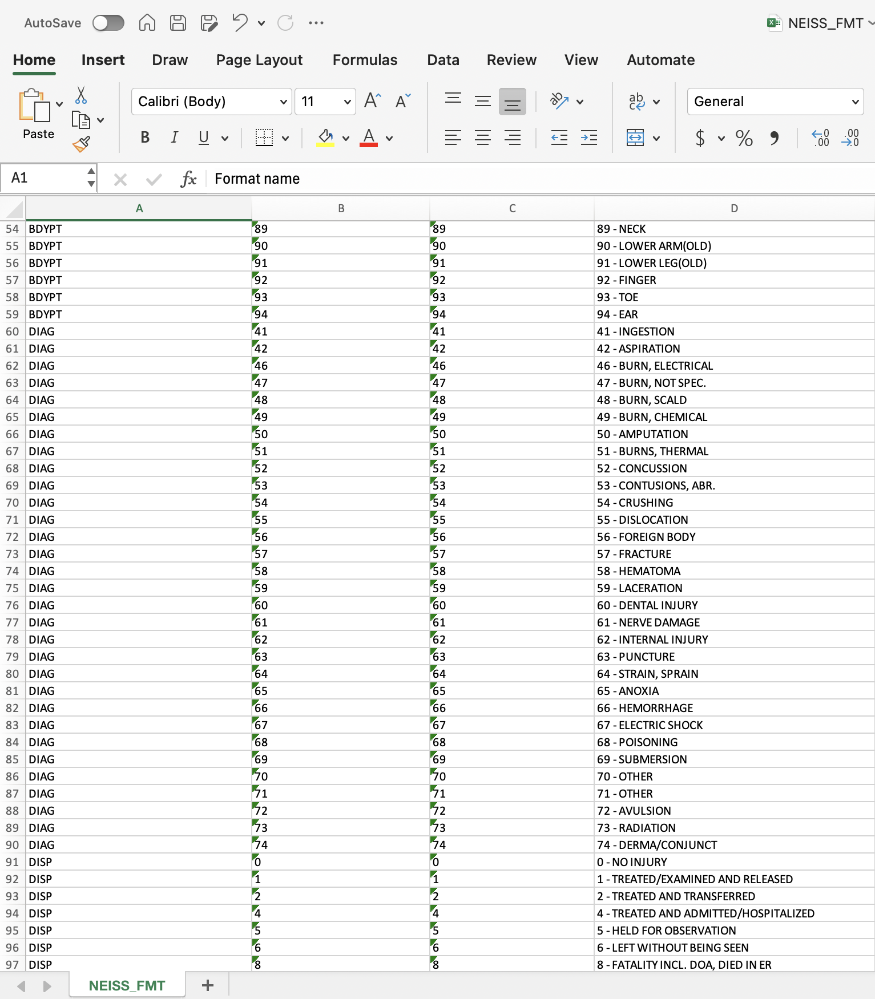 AutoSave NEISS_FMT
Home Insert Draw Page Layout Formulas Data Review View Automate
Paste Calibri (Body) 11 A A ab ab c General
B I U A $ % , .0 .00 .00 .0
A1 fx Format name
A B C D
54 BDYPT 89 89 89 - NECK
55 BDYPT 90 90 90 - LOWER ARM(OLD)
56 BDYPT 91 91 91 - LOWER LEG(OLD)
57 BDYPT 92 92 92 - FINGER
58 BDYPT 93 93 93 - TOE
59 BDYPT 94 94 94 - EAR
60 DIAG 41 41 41 - INGESTION
61 DIAG 42 42 42 - ASPIRATION
62 DIAG 46 46 46 - BURN, ELECTRICAL
63 DIAG 47 47 47 - BURN, NOT SPEC.
64 DIAG 48 48 48 - BURN, SCALD
65 DIAG 49 49 49 - BURN, CHEMICAL
66 DIAG 50 50 50 - AMPUTATION
67 DIAG 51 51 51 - BURNS, THERMAL
68 DIAG 52 52 52 - CONCUSSION
69 DIAG 53 53 53 - CONTUSIONS, ABR.
70 DIAG 54 54 54 - CRUSHING
71 DIAG 55 55 55 - DISLOCATION
72 DIAG 56 56 56 - FOREIGN BODY
73 DIAG 57 57 57 - FRACTURE
74 DIAG 58 58 58 - HEMATOMA
75 DIAG 59 59 59 - LACERATION
76 DIAG 60 60 60 - DENTAL INJURY
77 DIAG 61 61 61 - NERVE DAMAGE
78 DIAG 62 62 62 - INTERNAL INJURY
79 DIAG 63 63 63 - PUNCTURE
80 DIAG 64 64 64 - STRAIN, SPRAIN
81 DIAG 65 65 65 - ANOXIA
82 DIAG 66 66 66 - HEMORRHAGE
83 DIAG 67 67 67 - ELECTRIC SHOCK
84 DIAG 68 68 68 - POISONING
85 DIAG 69 69 69 - SUBMERSION
86 DIAG 70 70 70 - OTHER
87 DIAG 71 71 71 - OTHER
88 DIAG 72 72 72 - AVULSION
89 DIAG 73 73 73 - RADIATION
90 DIAG 74 74 74 - DERMA/CONJUNCT
91 DISP 0 0 0 - NO INJURY
92 DISP 1 1 1 - TREATED/EXAMINED AND RELEASED
93 DISP 2 2 2 - TREATED AND TRANSFERRED
94 DISP 4 4 4 - TREATED AND ADMITTED/HOSPITALIZED
95 DISP 5 5 5 - HELD FOR OBSERVATION
96 DISP 6 6 6 - LEFT WITHOUT BEING SEEN
97 DISP 8 8 8 - FATALITY INCL. DOA, DIED IN ER
NEISS_FMT +